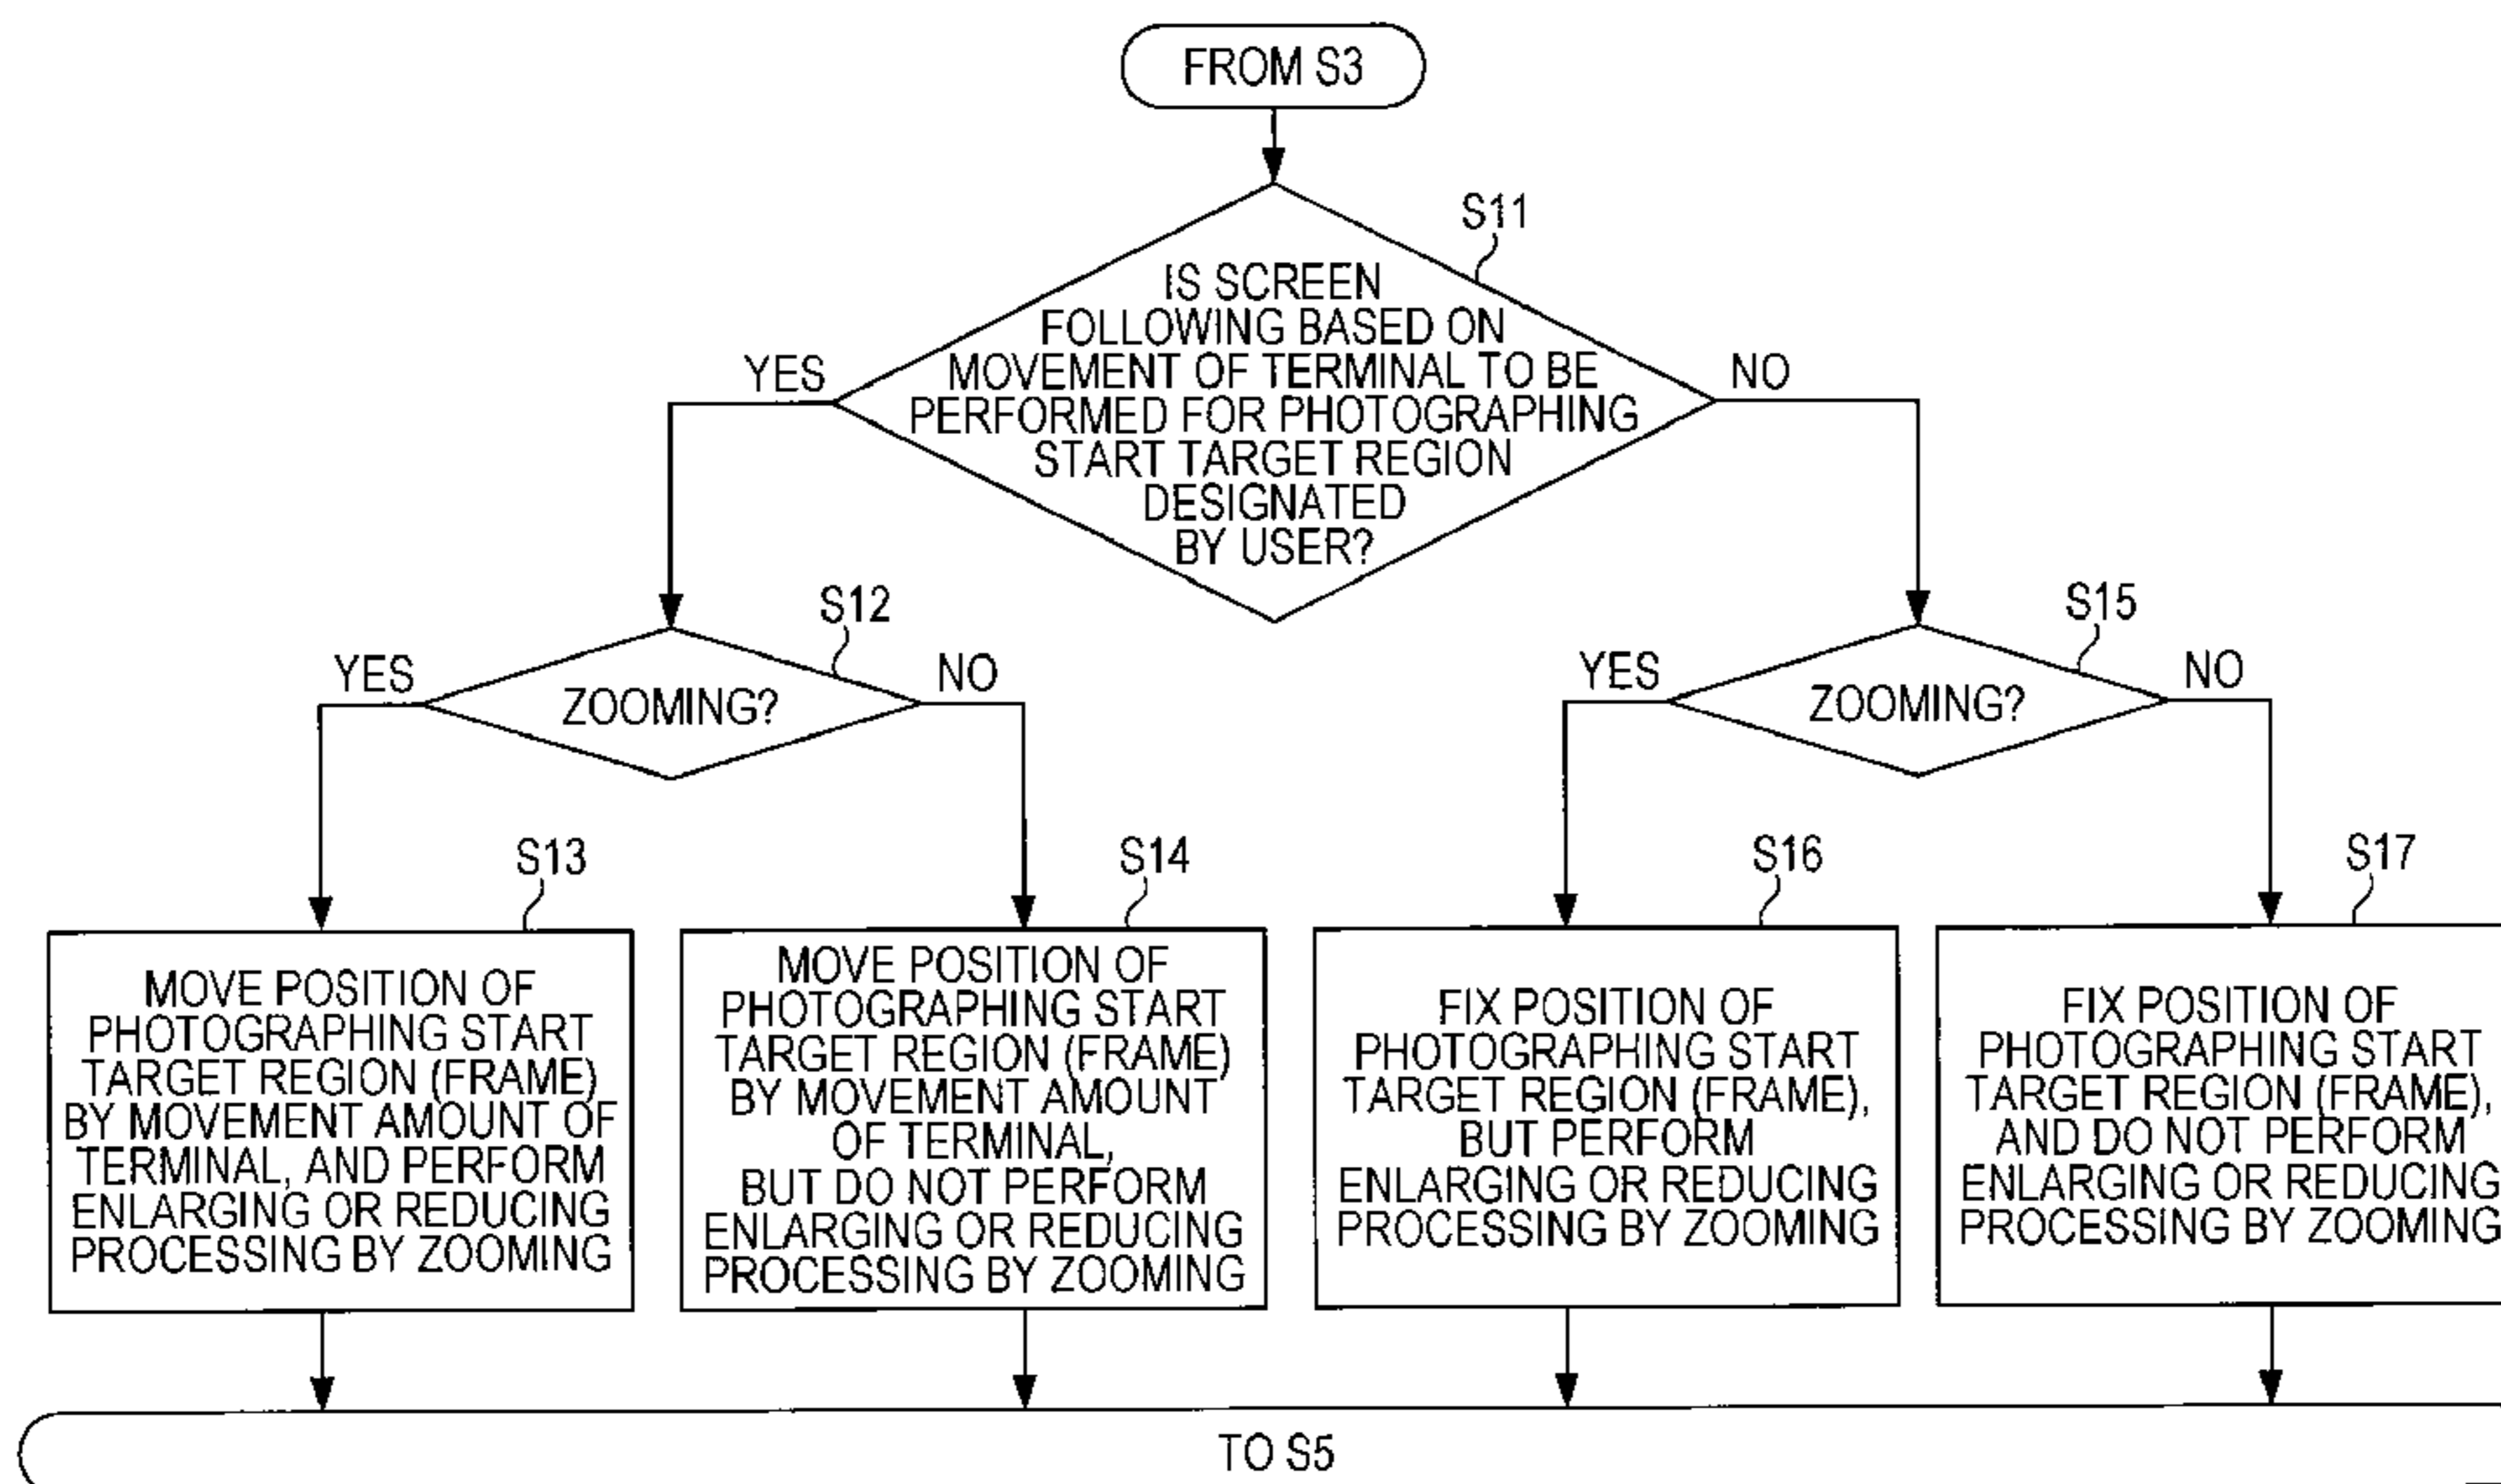 FROM S3
S11
IS SCREEN
FOLLOWING BASED ON
MOVEMENT OF TERMINAL TO BE
PERFORMED FOR PHOTOGRAPHING
START TARGET REGION
DESIGNATED
BY USER?
YES
NO
S12
ZOOMING?
YES
NO
S15
ZOOMING?
YES
NO
S13
MOVE POSITION OF
PHOTOGRAPHING START
TARGET REGION (FRAME)
BY MOVEMENT AMOUNT OF
TERMINAL, AND PERFORM
ENLARGING OR REDUCING
PROCESSING BY ZOOMING
S14
MOVE POSITION OF
PHOTOGRAPHING START
TARGET REGION (FRAME)
BY MOVEMENT AMOUNT
OF TERMINAL,
BUT DO NOT PERFORM
ENLARGING OR REDUCING
PROCESSING BY ZOOMING
S16
FIX POSITION OF
PHOTOGRAPHING START
TARGET REGION (FRAME),
BUT PERFORM
ENLARGING OR REDUCING
PROCESSING BY ZOOMING
S17
FIX POSITION OF
PHOTOGRAPHING START
TARGET REGION (FRAME),
AND DO NOT PERFORM
ENLARGING OR REDUCING
PROCESSING BY ZOOMING
TO S5